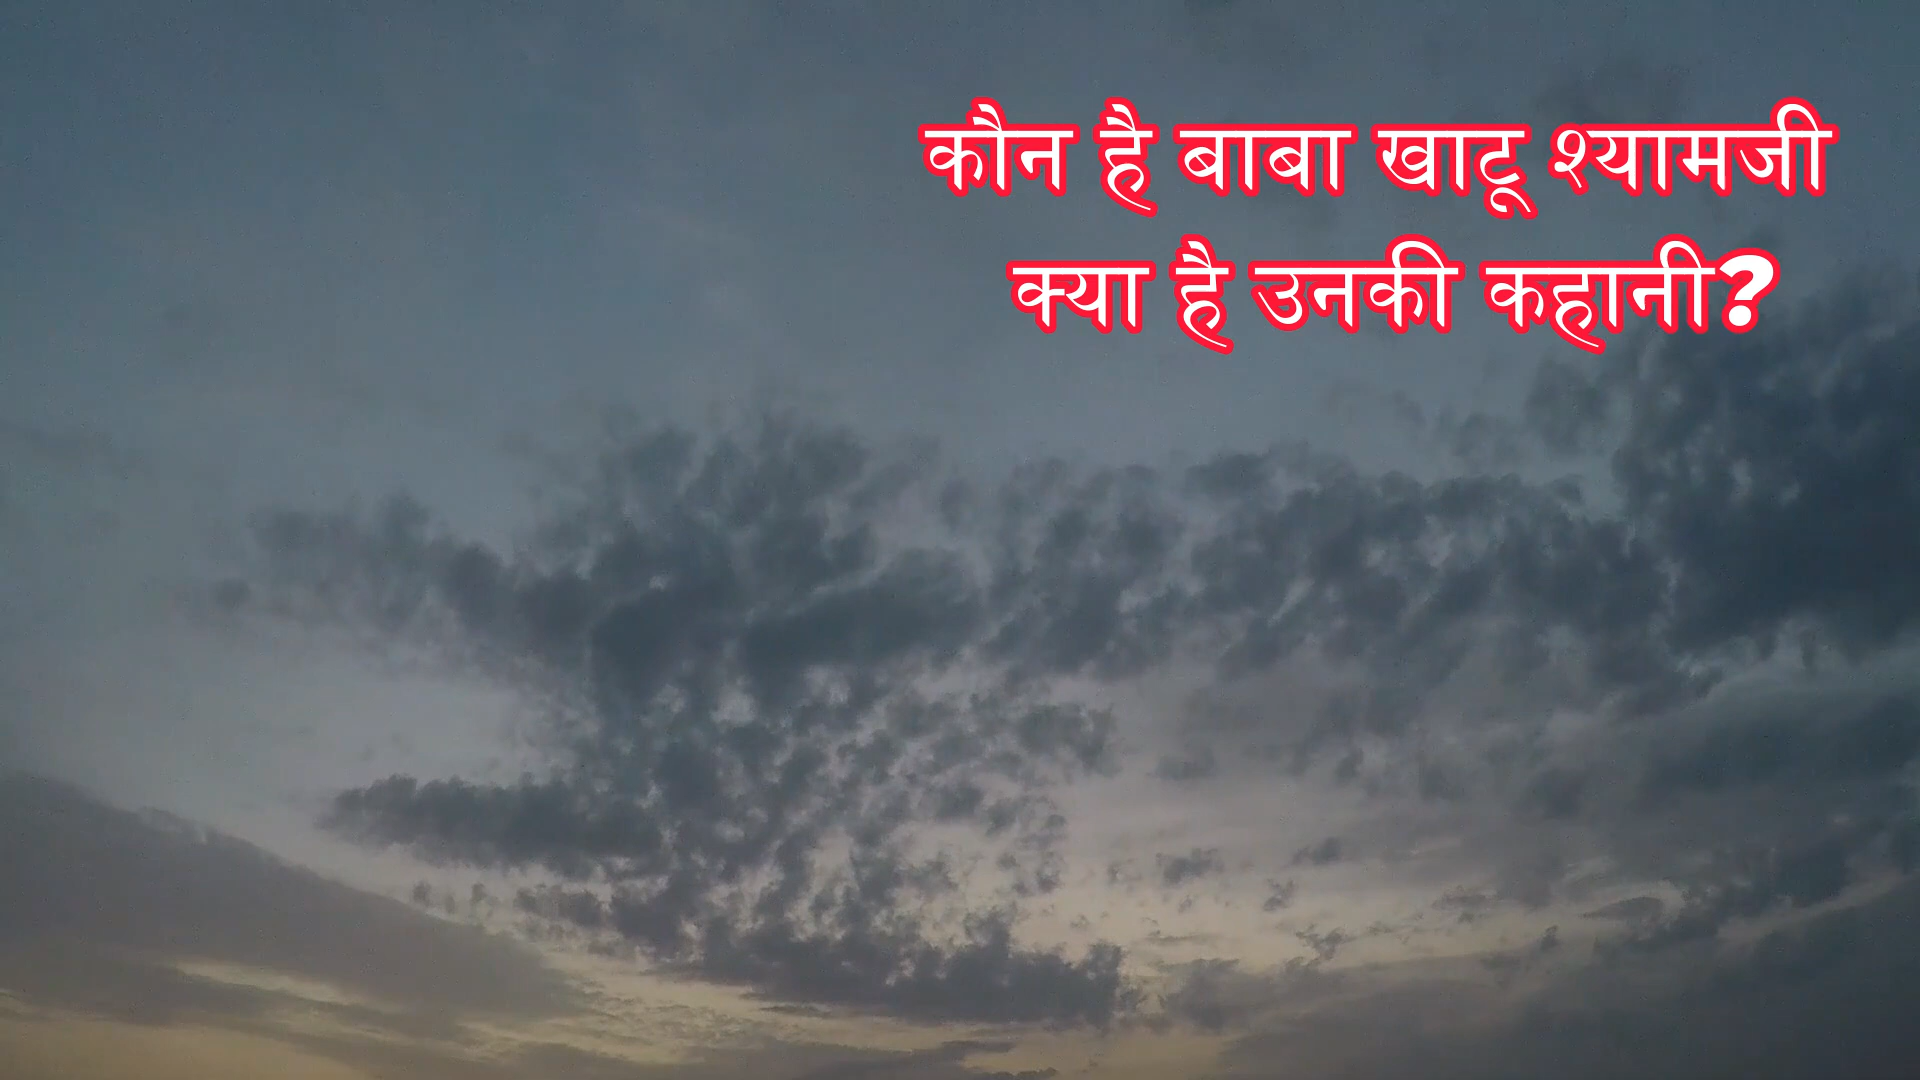 कौन है बाबा खाटू श्यामजी
क्या है उनकी कहानी?